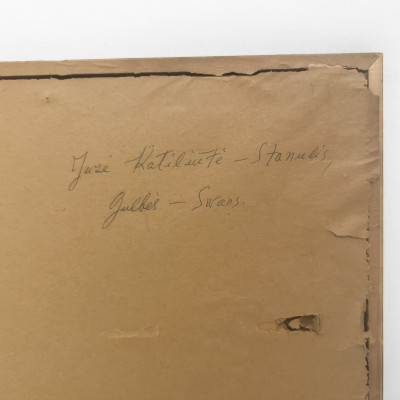 Juzė Katiliūtė – Stanulis,
Gulbės – Swans.